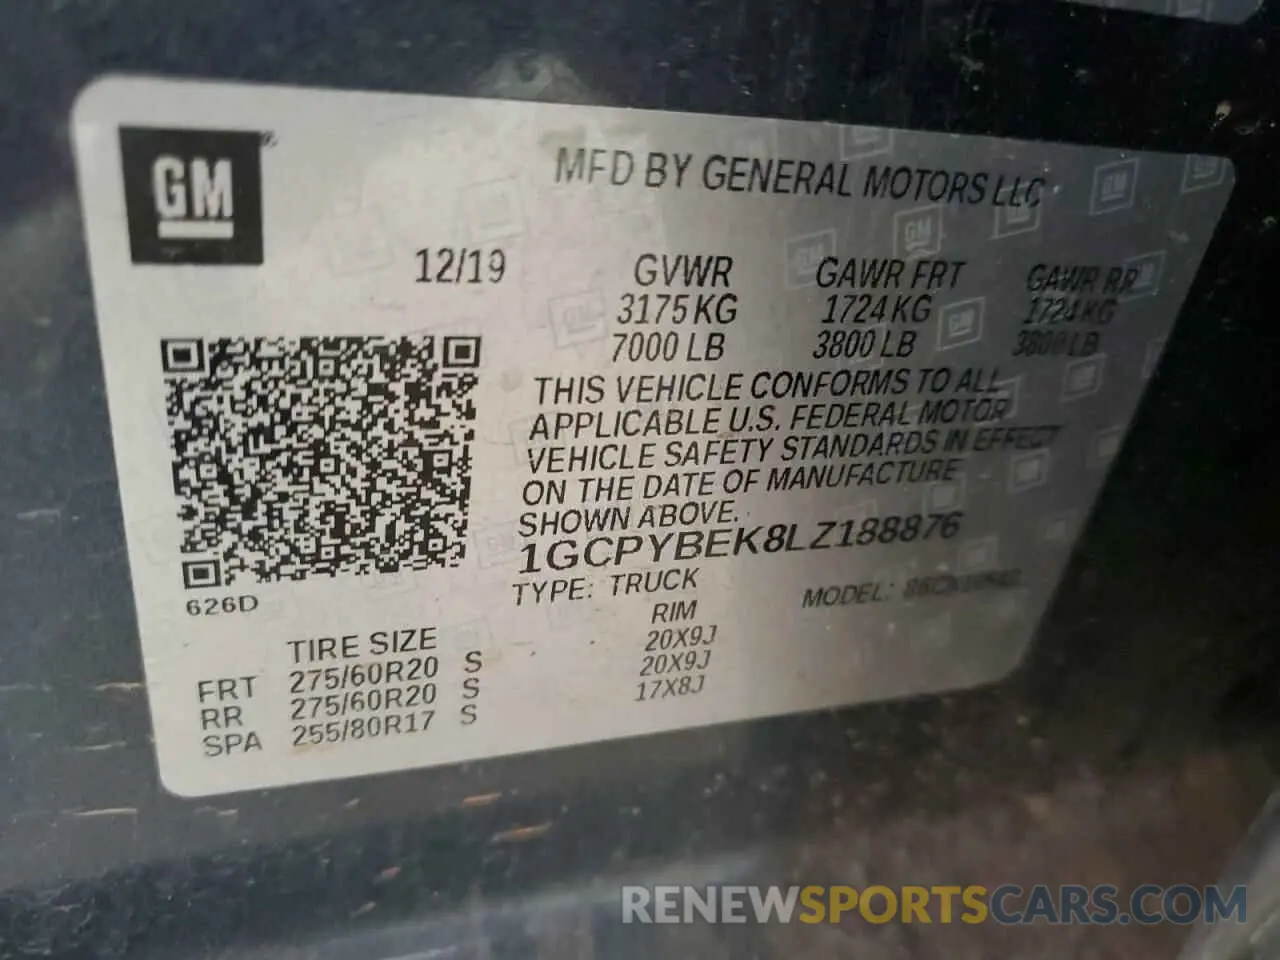 GM
MFD BY GENERAL MOTORS LLC
12/19
GVWR GAWR FRT GAWR RR
3175 KG 1724 KG 1724 KG
7000 LB 3800 LB 3800 LB
THIS VEHICLE CONFORMS TO ALL
APPLICABLE U.S. FEDERAL MOTOR
VEHICLE SAFETY STANDARDS IN EFFECT
ON THE DATE OF MANUFACTURE
SHOWN ABOVE.
1GCPYBEK8LZ188876
626D
TYPE: TRUCK MODEL:
TIRE SIZE RIM
FRT 275/60R20 S 20X9J
RR 275/60R20 S 20X9J
SPA 255/80R17 S 17X8J
RENEWSPORTSCARS.COM